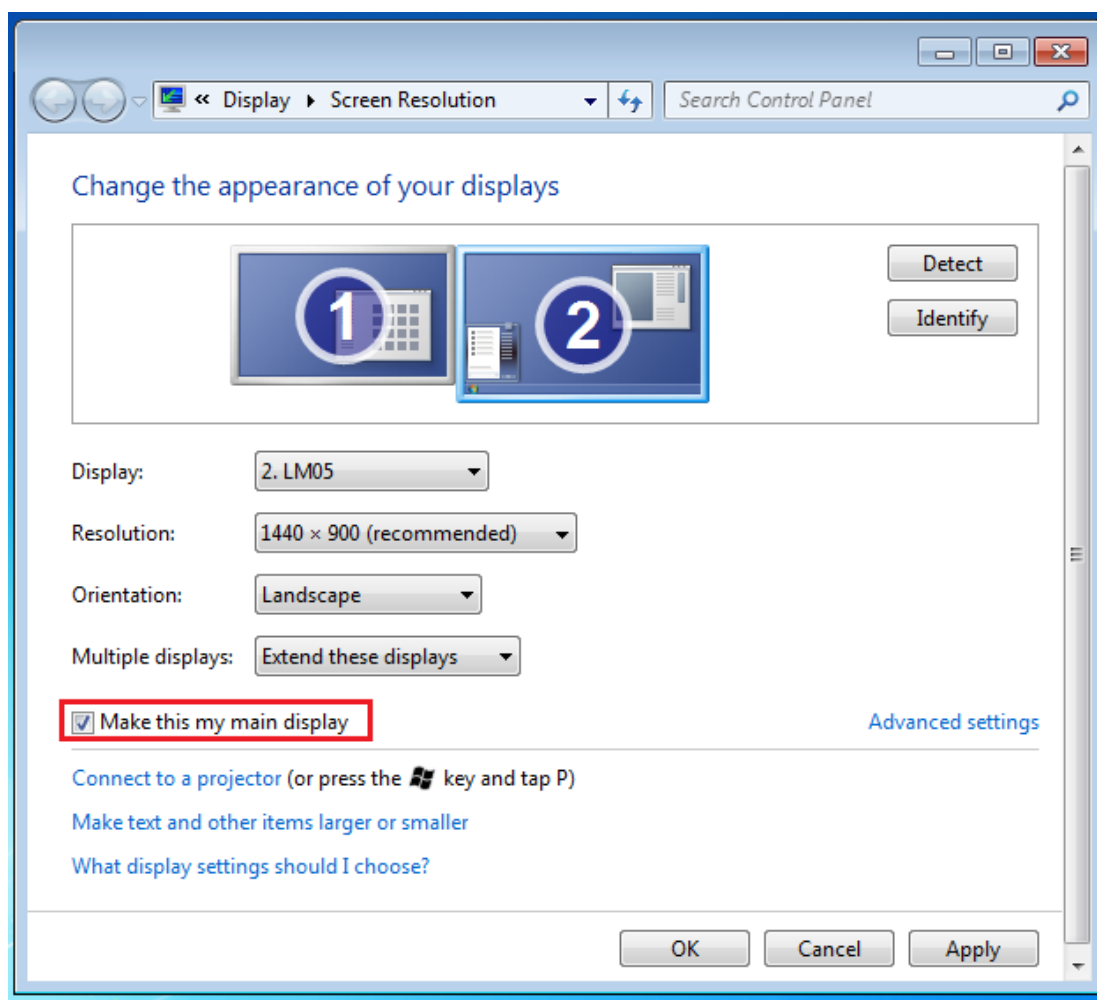 « Display ▸ Screen Resolution Search Control Panel
Change the appearance of your displays
1 2
Detect
Identify
Display: 2. LM05
Resolution: 1440 × 900 (recommended)
Orientation: Landscape
Multiple displays: Extend these displays
Make this my main display Advanced settings
Connect to a projector (or press the key and tap P)
Make text and other items larger or smaller
What display settings should I choose?
OK Cancel Apply